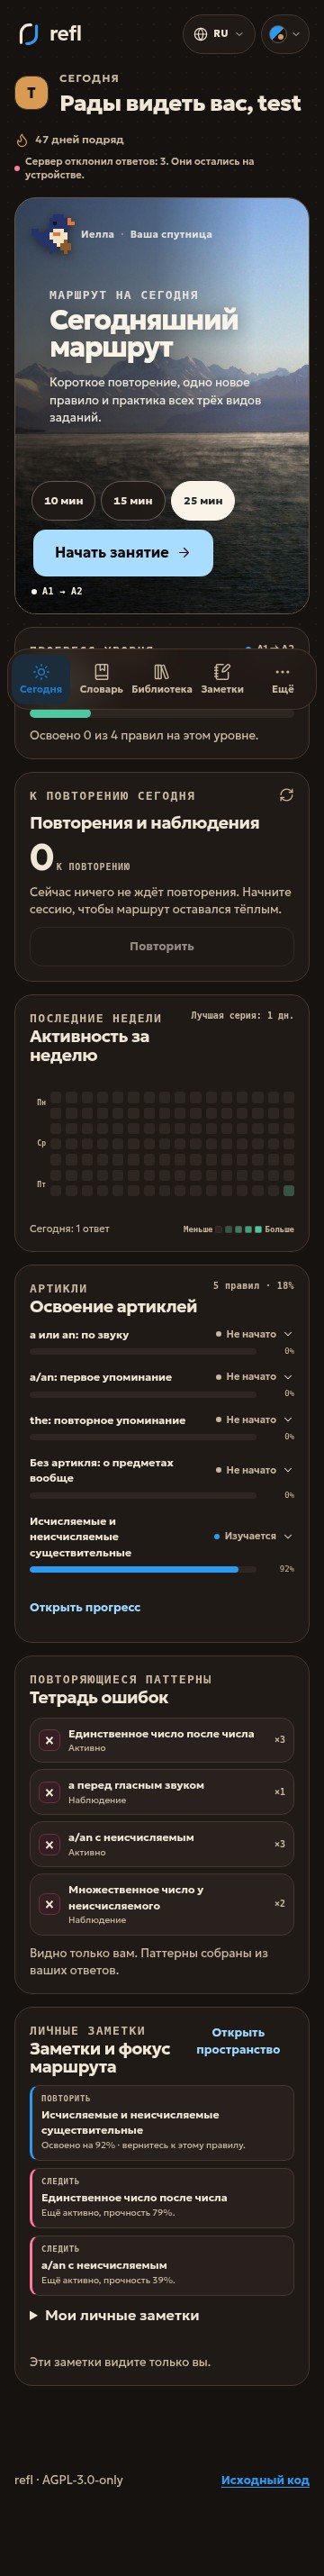 refl
RU
T
СЕГОДНЯ
Рады видеть вас, test
47 дней подряд
Сервер отклонил ответов: 3. Они остались на
устройстве.
Иелла · Ваша спутница
МАРШРУТ НА СЕГОДНЯ
Сегодняшний
маршрут
Короткое повторение, одно новое
правило и практика всех трёх видов
заданий.
10 мин
15 мин
25 мин
Начать занятие →
A1 → A2
Сегодня
Словарь
Библиотека
Заметки
Ещё
Освоено 0 из 4 правил на этом уровне.
К ПОВТОРЕНИЮ СЕГОДНЯ
Повторения и наблюдения
0 К ПОВТОРЕНИЮ
Сейчас ничего не ждёт повторения. Начните
сессию, чтобы маршрут оставался тёплым.
Повторить
ПОСЛЕДНИЕ НЕДЕЛИ
Лучшая серия: 1 дн.
Активность за
неделю
Пн
Ср
Пт
Сегодня: 1 ответ
Меньше
Больше
АРТИКЛИ
5 правил · 18%
Освоение артиклей
a или an: по звуку
Не начато
0%
a/an: первое упоминание
Не начато
0%
the: повторное упоминание
Не начато
0%
Без артикля: о предметах
вообще
Не начато
0%
Исчисляемые и
неисчисляемые
существительные
Изучается
92%
Открыть прогресс
ПОВТОРЯЮЩИЕСЯ ПАТТЕРНЫ
Тетрадь ошибок
Единственное число после числа
Активно
×3
a перед гласным звуком
Наблюдение
×1
a/an с неисчисляемым
Активно
×3
Множественное число у
неисчисляемого
Наблюдение
×2
Видно только вам. Паттерны собраны из
ваших ответов.
ЛИЧНЫЕ ЗАМЕТКИ
Заметки и фокус
маршрута
Открыть
пространство
ПОВТОРИТЬ
Исчисляемые и неисчисляемые
существительные
Освоено на 92% · вернитесь к этому правилу.
СЛЕДИТЬ
Единственное число после числа
Ещё активно, прочность 79%.
СЛЕДИТЬ
a/an с неисчисляемым
Ещё активно, прочность 39%.
Мои личные заметки
Эти заметки видите только вы.
refl · AGPL-3.0-only
Исходный код